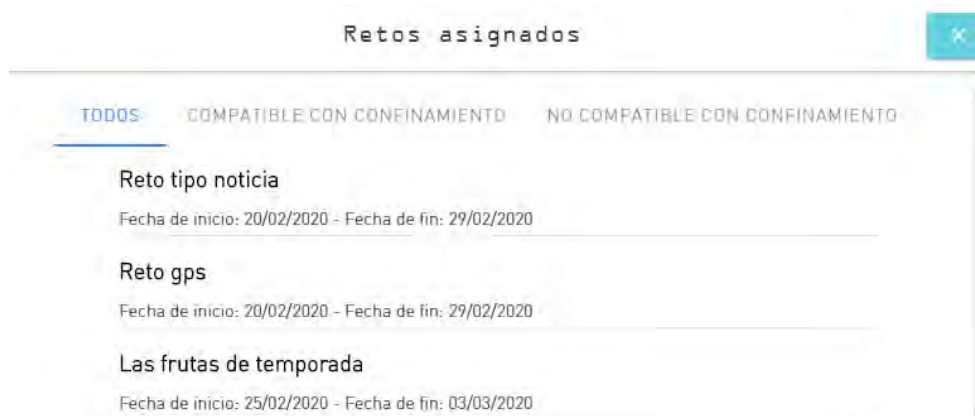 Retos asignados
×
TODOS COMPATIBLE CON CONFINAMIENTO NO COMPATIBLE CON CONFINAMIENTO
Reto tipo noticia
Fecha de inicio: 20/02/2020 - Fecha de fin: 29/02/2020
Reto gps
Fecha de inicio: 20/02/2020 - Fecha de fin: 29/02/2020
Las frutas de temporada
Fecha de inicio: 25/02/2020 - Fecha de fin: 03/03/2020